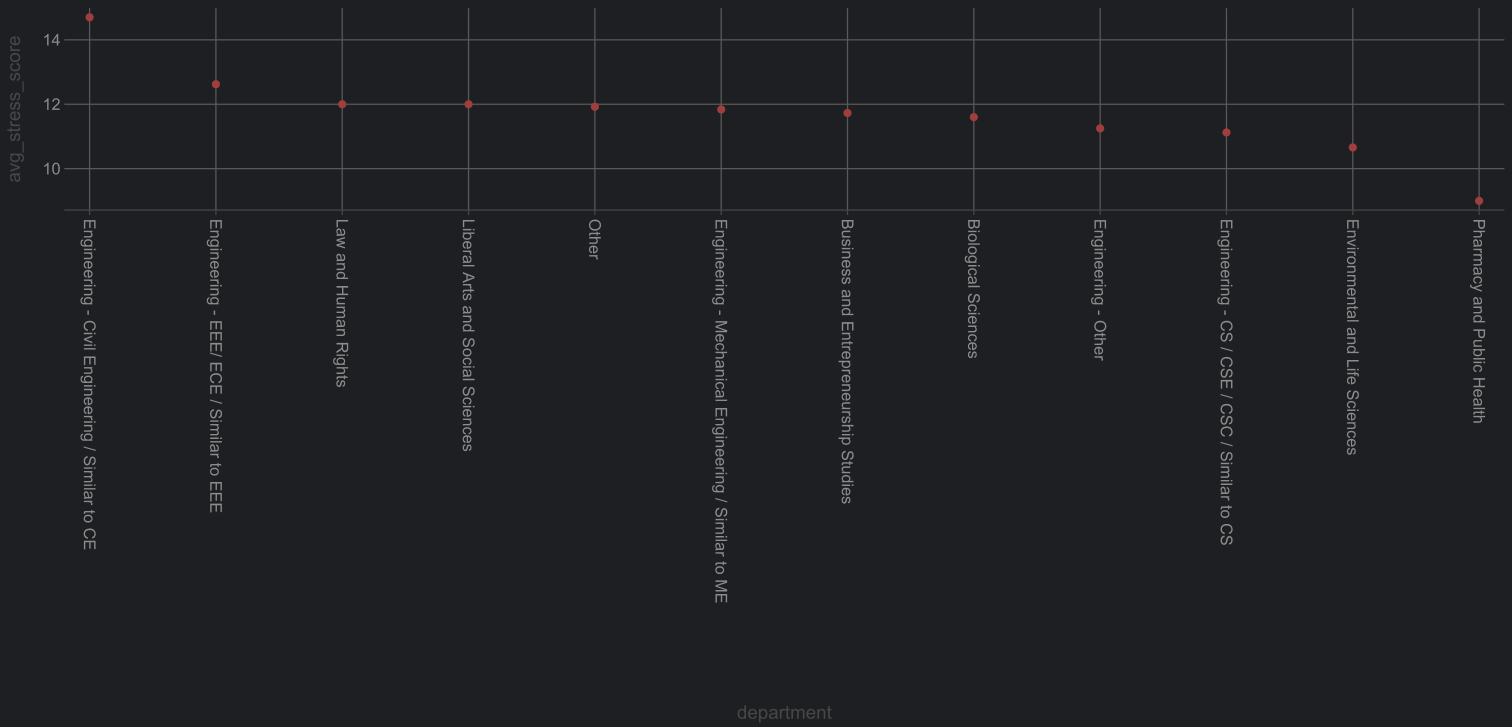 avg_stress_score
14
12
10
Engineering - Civil Engineering / Similar to CE
Engineering - EEE/ ECE / Similar to EEE
Law and Human Rights
Liberal Arts and Social Sciences
Other
Engineering - Mechanical Engineering / Similar to ME
Business and Entrepreneurship Studies
Biological Sciences
Engineering - Other
Engineering - CS / CSE / CSC / Similar to CS
Environmental and Life Sciences
Pharmacy and Public Health
department